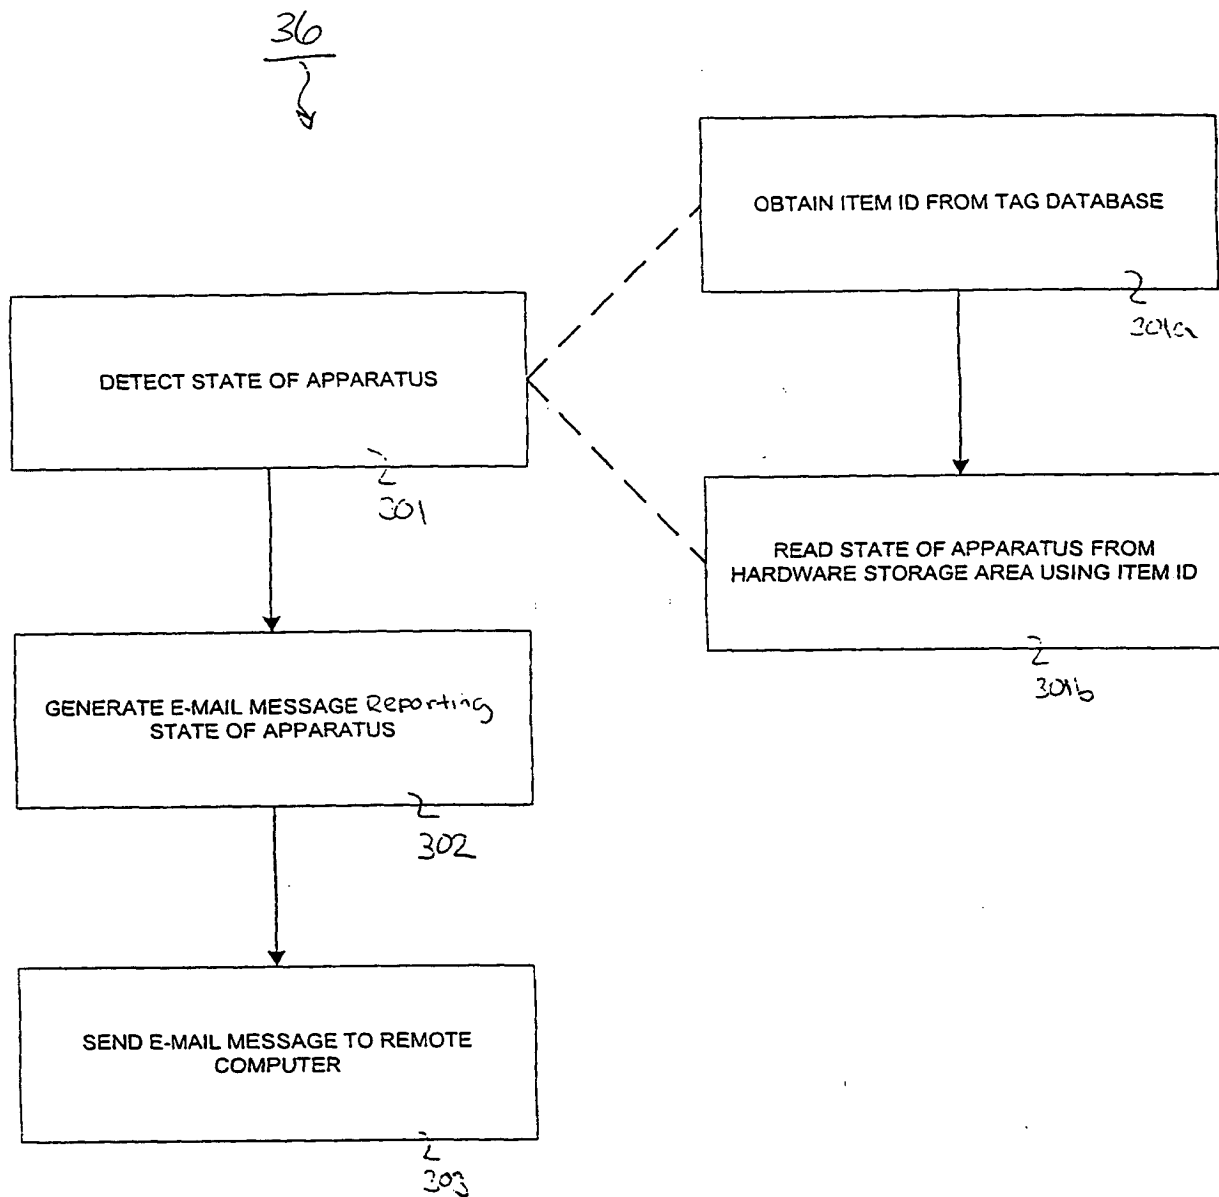 36
OBTAIN ITEM ID FROM TAG DATABASE
301a
DETECT STATE OF APPARATUS
301
READ STATE OF APPARATUS FROM
HARDWARE STORAGE AREA USING ITEM ID
301b
GENERATE E-MAIL MESSAGE Reporting
STATE OF APPARATUS
302
SEND E-MAIL MESSAGE TO REMOTE
COMPUTER
303